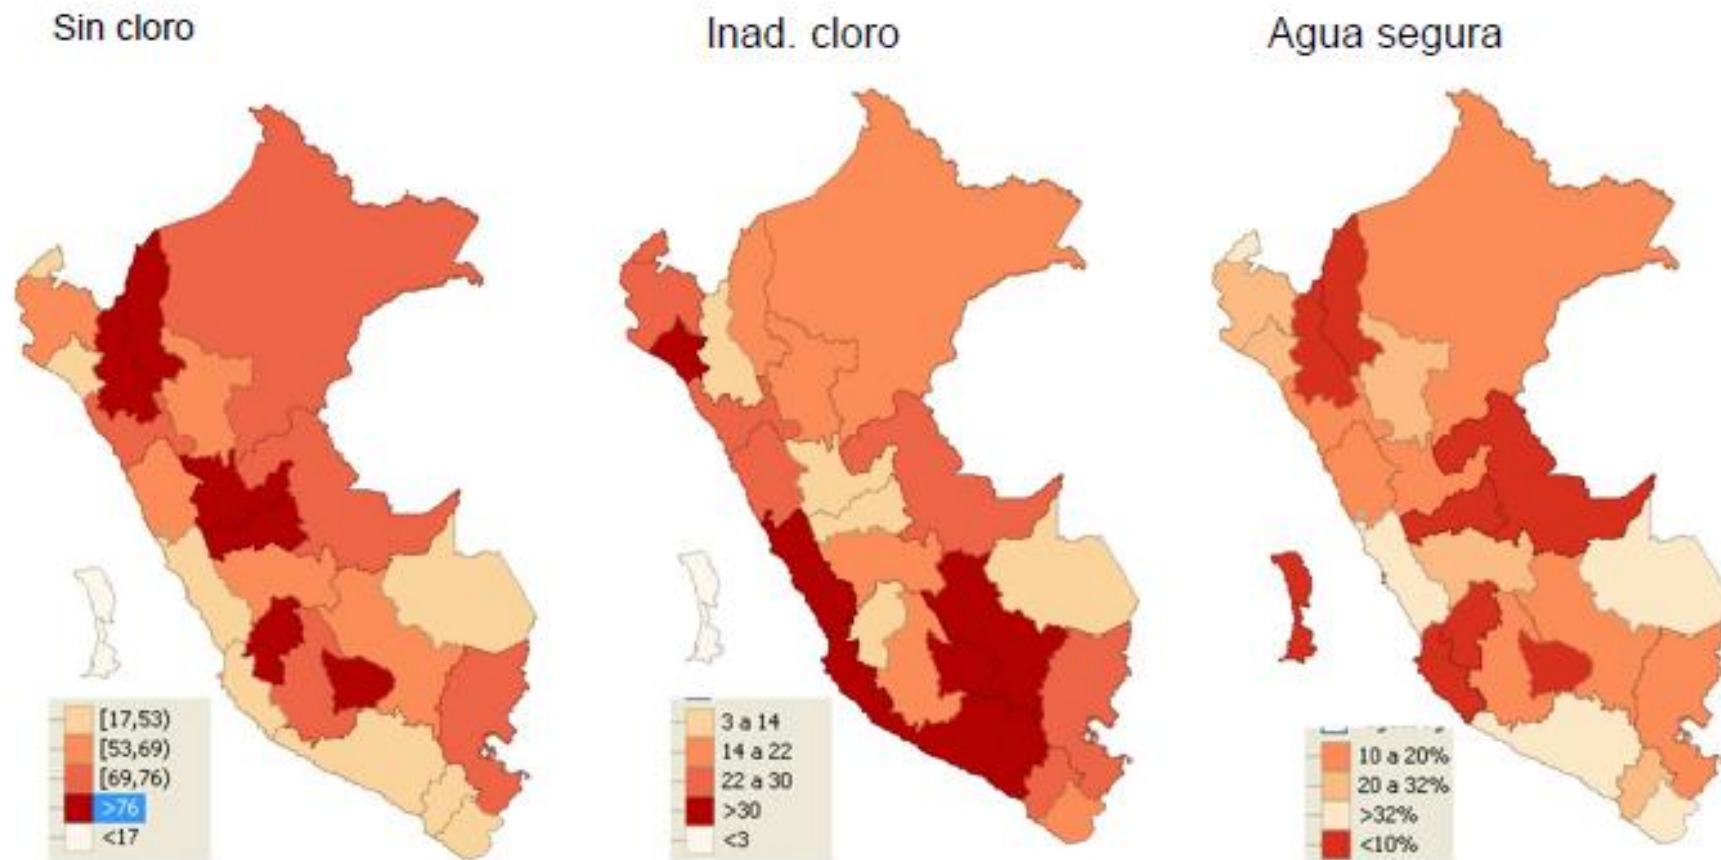 Sin cloro
Inad. cloro
Agua segura
[17,53)
[53,69)
[69,76)
>76
<17
3 a 14
14 a 22
22 a 30
>30
<3
10 a 20%
20 a 32%
>32%
<10%